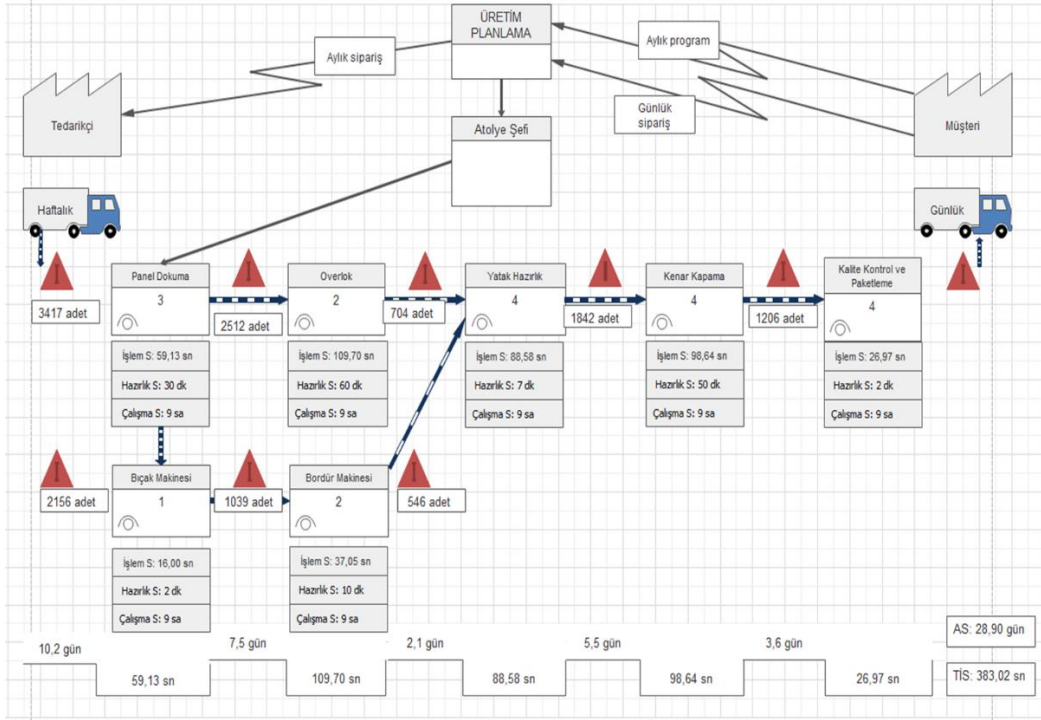 ÜRETİM
PLANLAMA
Aylık sipariş
Aylık program
Günlük
sipariş
Tedarikçi
Atolye Şefi
Müşteri
Haftalık
Günlük
3417 adet
Panel Dokuma
3
2512 adet
Overlok
2
704 adet
Yatak Hazırlık
4
1842 adet
Kenar Kapama
4
1206 adet
Kalite Kontrol ve
Paketleme
4
İşlem S: 59,13 sn
Hazırlık S: 30 dk
Çalışma S: 9 sa
İşlem S: 109,70 sn
Hazırlık S: 60 dk
Çalışma S: 9 sa
İşlem S: 88,58 sn
Hazırlık S: 7 dk
Çalışma S: 9 sa
İşlem S: 98,64 sn
Hazırlık S: 50 dk
Çalışma S: 9 sa
İşlem S: 26,97 sn
Hazırlık S: 2 dk
Çalışma S: 9 sa
2156 adet
Bıçak Makinesi
1
1039 adet
Bordür Makinesi
2
546 adet
İşlem S: 16,00 sn
Hazırlık S: 2 dk
Çalışma S: 9 sa
İşlem S: 37,05 sn
Hazırlık S: 10 dk
Çalışma S: 9 sa
10,2 gün
7,5 gün
2,1 gün
5,5 gün
3,6 gün
AS: 28,90 gün
59,13 sn
109,70 sn
88,58 sn
98,64 sn
26,97 sn
TİS: 383,02 sn